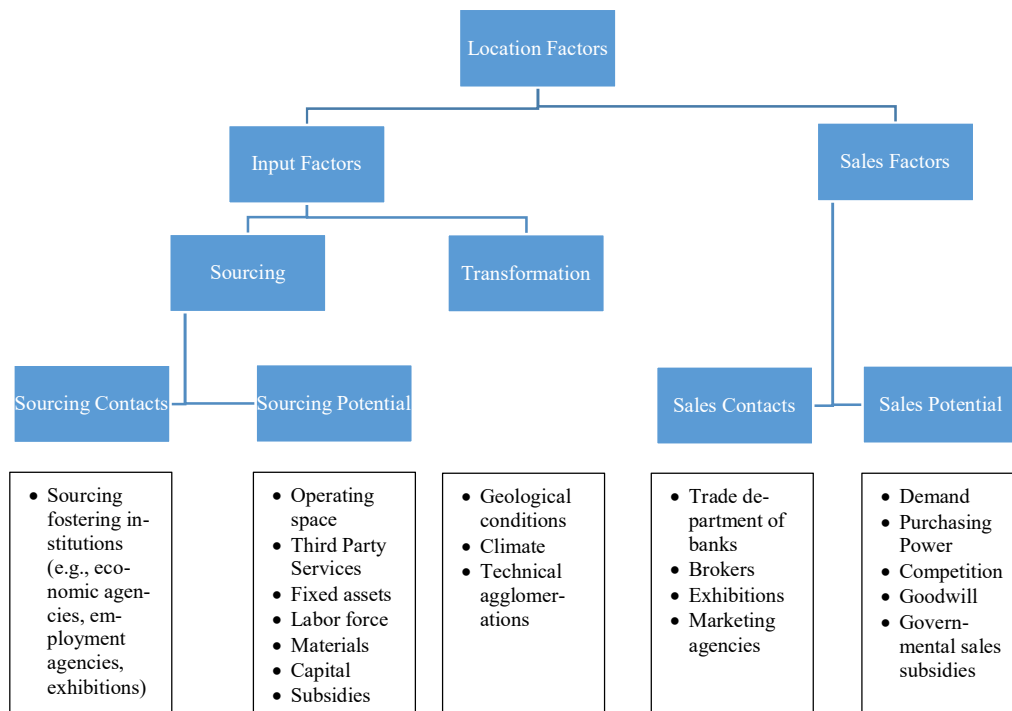 Location Factors
Input Factors
Sales Factors
Sourcing
Transformation
Sourcing Contacts
Sourcing Potential
Sales Contacts
Sales Potential
• Sourcing
fostering in-
stitutions
(e.g., eco-
nomic agen-
cies, em-
ployment
agencies,
exhibitions)
• Operating
space
• Third Party
Services
• Fixed assets
• Labor force
• Materials
• Capital
• Subsidies
• Geological
conditions
• Climate
• Technical
agglomer-
ations
• Trade de-
partment of
banks
• Brokers
• Exhibitions
• Marketing
agencies
• Demand
• Purchasing
Power
• Competition
• Goodwill
• Govern-
mental sales
subsidies